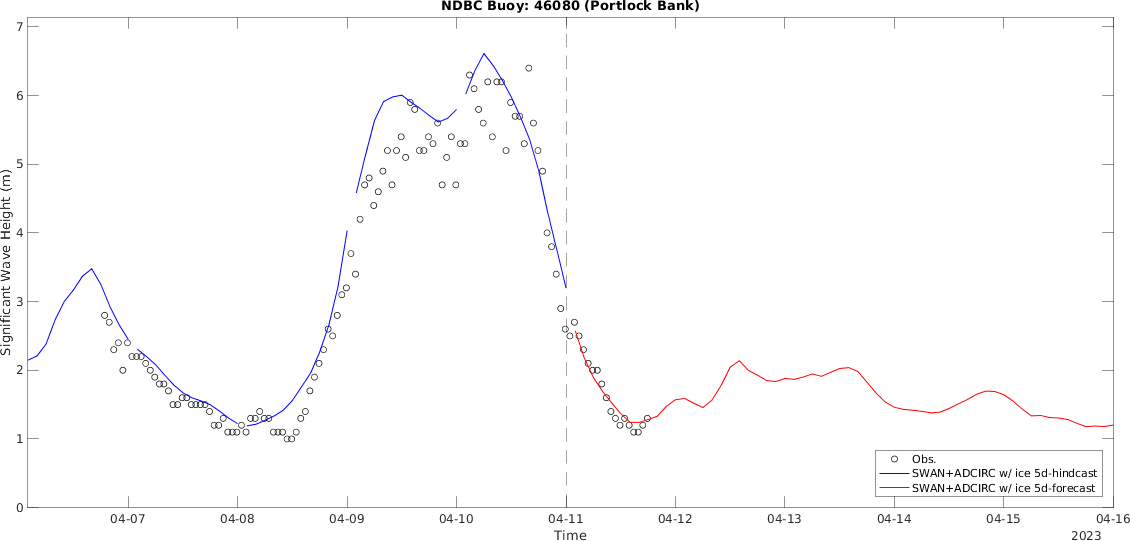 NDBC Buoy: 46080 (Portlock Bank)
7
6
5
4
3
2
1
0
Significant Wave Height (m)
04-07 04-08 04-09 04-10 04-11 04-12 04-13 04-14 04-15 04-16
Time
2023
Obs.
SWAN+ADCIRC w/ ice 5d-hindcast
SWAN+ADCIRC w/ ice 5d-forecast